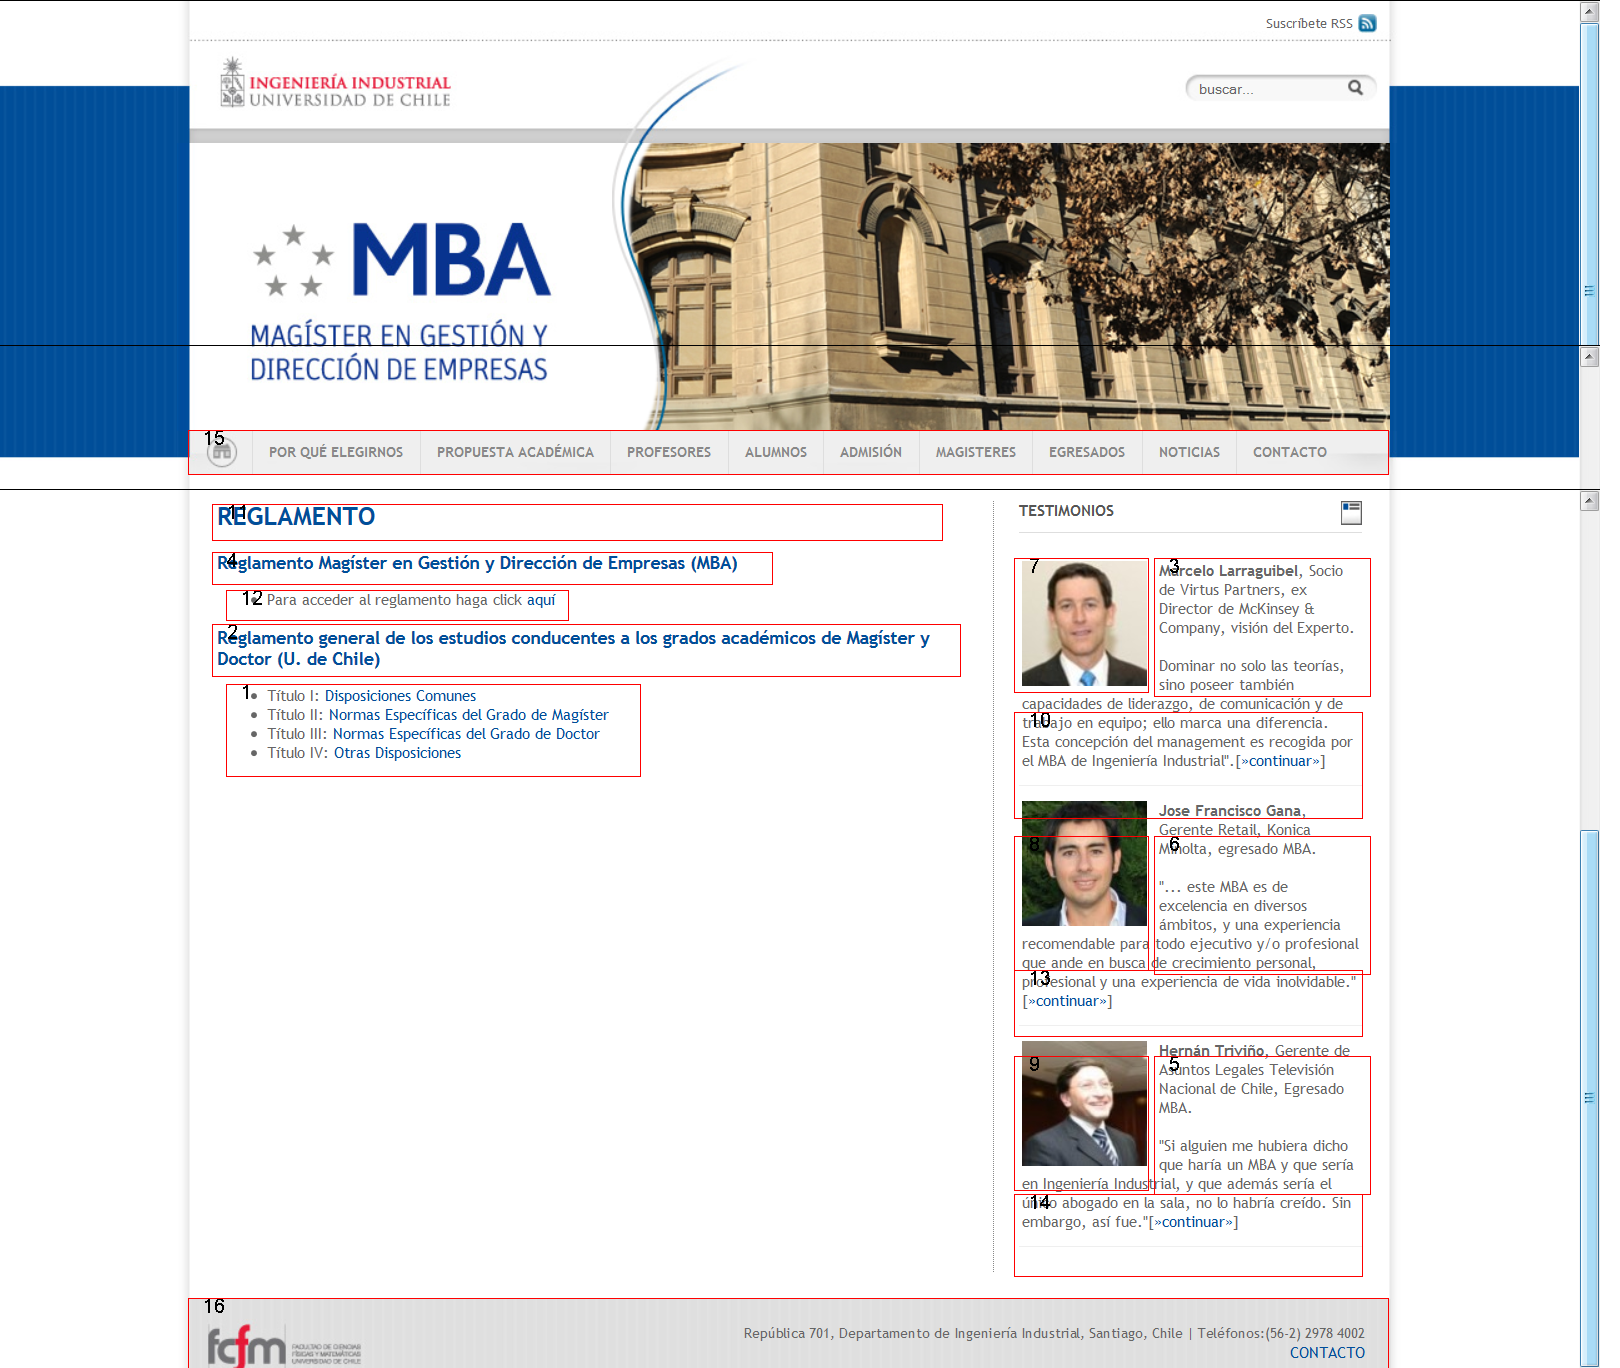 Suscríbete RSS
INGENIERÍA INDUSTRIAL
UNIVERSIDAD DE CHILE
buscar...
MBA
MAGÍSTER EN GESTIÓN Y
DIRECCIÓN DE EMPRESAS
15
POR QUÉ ELEGIRNOS PROPUESTA ACADÉMICA PROFESORES ALUMNOS ADMISIÓN MAGISTERES EGRESADOS NOTICIAS CONTACTO
11
REGLAMENTO
4
Reglamento Magíster en Gestión y Dirección de Empresas (MBA)
12
Para acceder al reglamento haga click aquí
2
Reglamento general de los estudios conducentes a los grados académicos de Magíster y
Doctor (U. de Chile)
1
• Título I: Disposiciones Comunes
• Título II: Normas Específicas del Grado de Magíster
• Título III: Normas Específicas del Grado de Doctor
• Título IV: Otras Disposiciones
TESTIMONIOS
7
3
Marcelo Larraguibel, Socio
de Virtus Partners, ex
Director de McKinsey &
Company, visión del Experto.
Dominar no solo las teorías,
sino poseer también
capacidades de liderazgo, de comunicación y de
10
trabajo en equipo; ello marca una diferencia.
Esta concepción del management es recogida por
el MBA de Ingeniería Industrial".[»continuar»]
Jose Francisco Gana,
Gerente Retail, Konica
8
6
Minolta, egresado MBA.
"... este MBA es de
excelencia en diversos
ámbitos, y una experiencia
recomendable para todo ejecutivo y/o profesional
que ande en busca de crecimiento personal,
13
profesional y una experiencia de vida inolvidable."
[»continuar»]
Hernán Triviño, Gerente de
9
5
Asuntos Legales Televisión
Nacional de Chile, Egresado
MBA.
"Si alguien me hubiera dicho
que haría un MBA y que sería
en Ingeniería Industrial, y que además sería el
14
único abogado en la sala, no lo habría creído. Sin
embargo, así fue."[»continuar»]
16
fcfm
FACULTAD DE CIENCIAS
FÍSICAS Y MATEMÁTICAS
UNIVERSIDAD DE CHILE
República 701, Departamento de Ingeniería Industrial, Santiago, Chile | Teléfonos:(56-2) 2978 4002
CONTACTO